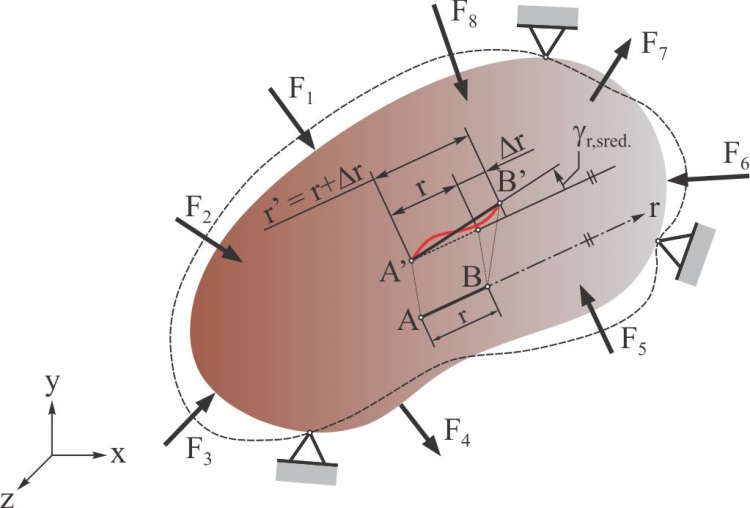 F8
F7
F1
γr,sred.
Δr
F6
r' = r+Δr
r
B'
F2
r
A'
B
A
r
F5
y
F4
F3
x
z